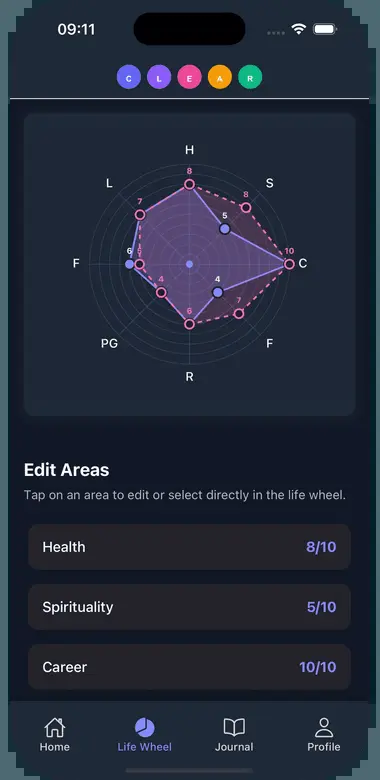 09:11
C L E A R
H
8
L S
7 8
5
6 10
F C
4 4
7
6
PG F
R
Edit Areas
Tap on an area to edit or select directly in the life wheel.
Health 8/10
Spirituality 5/10
Career 10/10
Home Life Wheel Journal Profile